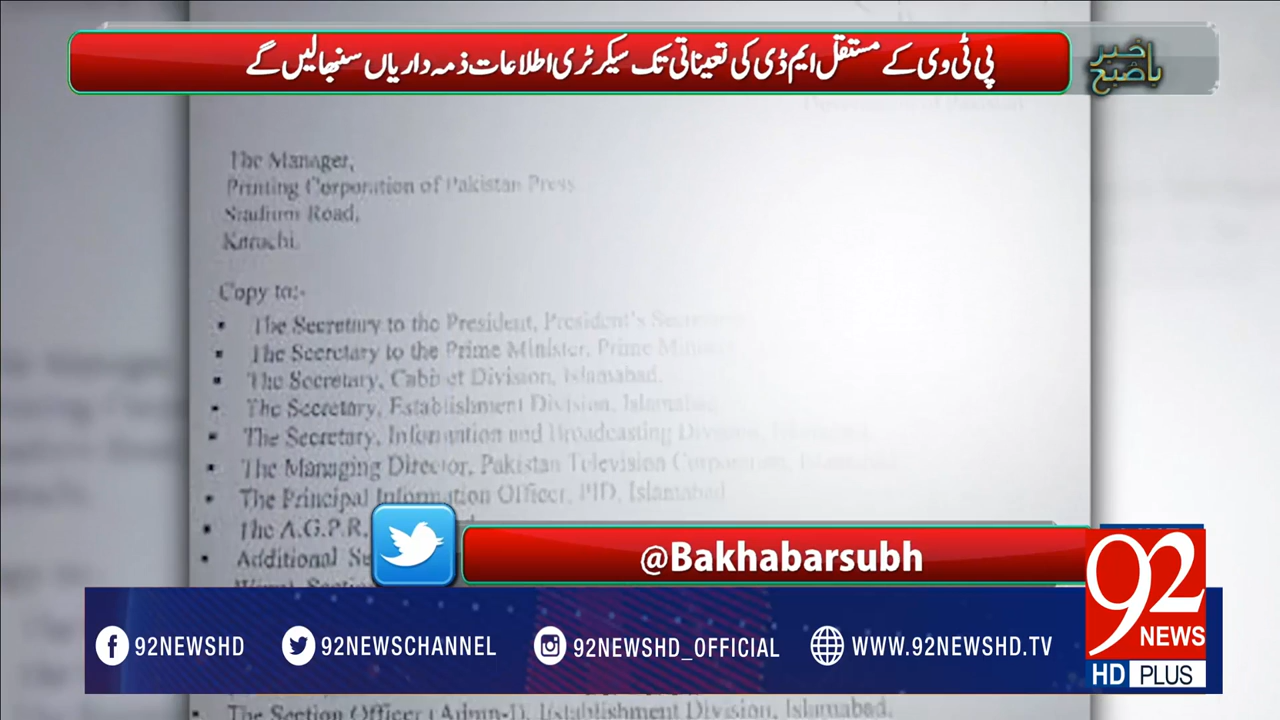 پی ٹی وی کے مستقل ایم ڈی کی تعیناتی تک سیکرٹری اطلاعات ذمہ داریاں سنبھالیں گے
باخبر صبح
The Manager,
Printing Corporation of Pakistan Press
Stadium Road,
Karachi.
Copy to:-
The Secretary to the President, President's
The Secretary to the Prime Minister, Prime
The Secretary, Cabinet Division, Islamabad.
The Secretary, Establishment Division, Islamabad
The Secretary, Information and Broadcasting Division,
The Managing Director, Pakistan Television Corporation,
The Principal Information Officer, PID, Islamabad
The A.G.P.R.
Additional
@Bakhabarsubh
92NEWSHD
92NEWSCHANNEL
92NEWSHD_OFFICIAL
WWW.92NEWSHD.TV
92
NEWS
HD PLUS
The Section Officer (Admn-I), Establishment Division, Islamabad.